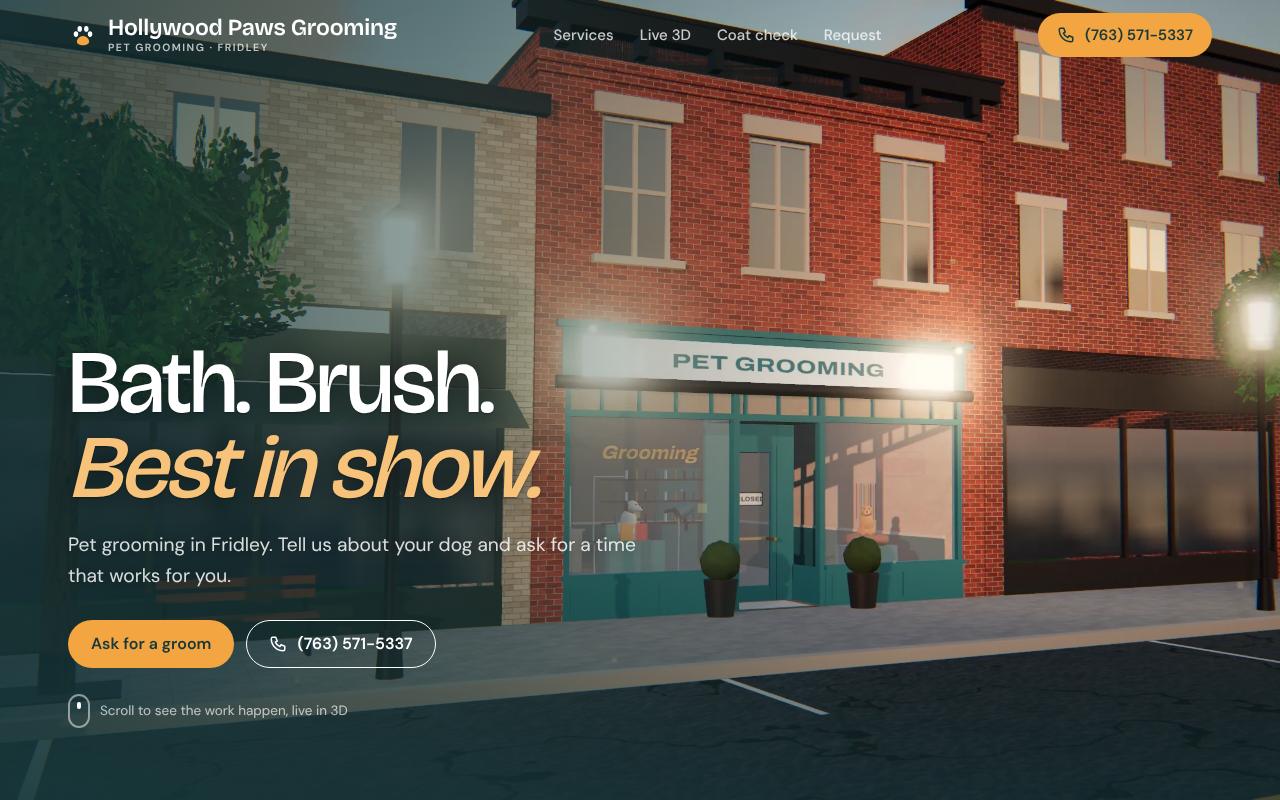 Hollywood Paws Grooming
PET GROOMING · FRIDLEY
Services
Live 3D
Coat check
Request
(763) 571-5337
PET GROOMING
Grooming
LOSED
Bath. Brush.
Best in show.
Pet grooming in Fridley. Tell us about your dog and ask for a time
that works for you.
Ask for a groom
(763) 571-5337
Scroll to see the work happen, live in 3D